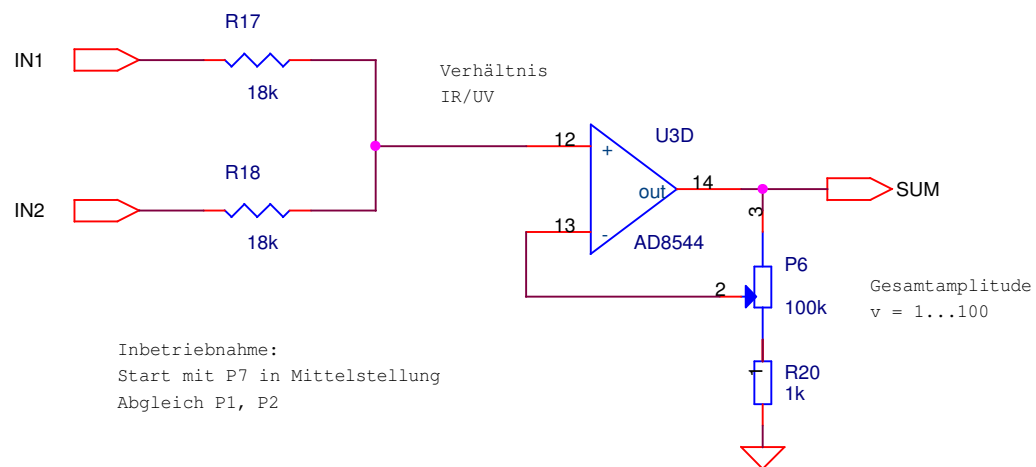 R17
IN1
18k
Verhältnis
IR/UV
12
+
U3D
R18
out
14
IN2
SUM
18k
13
-
AD8544
3
P6
2
100k
Gesamtamplitude
v = 1...100
Inbetriebnahme:
Start mit P7 in Mittelstellung
Abgleich P1, P2
1
R20
1k